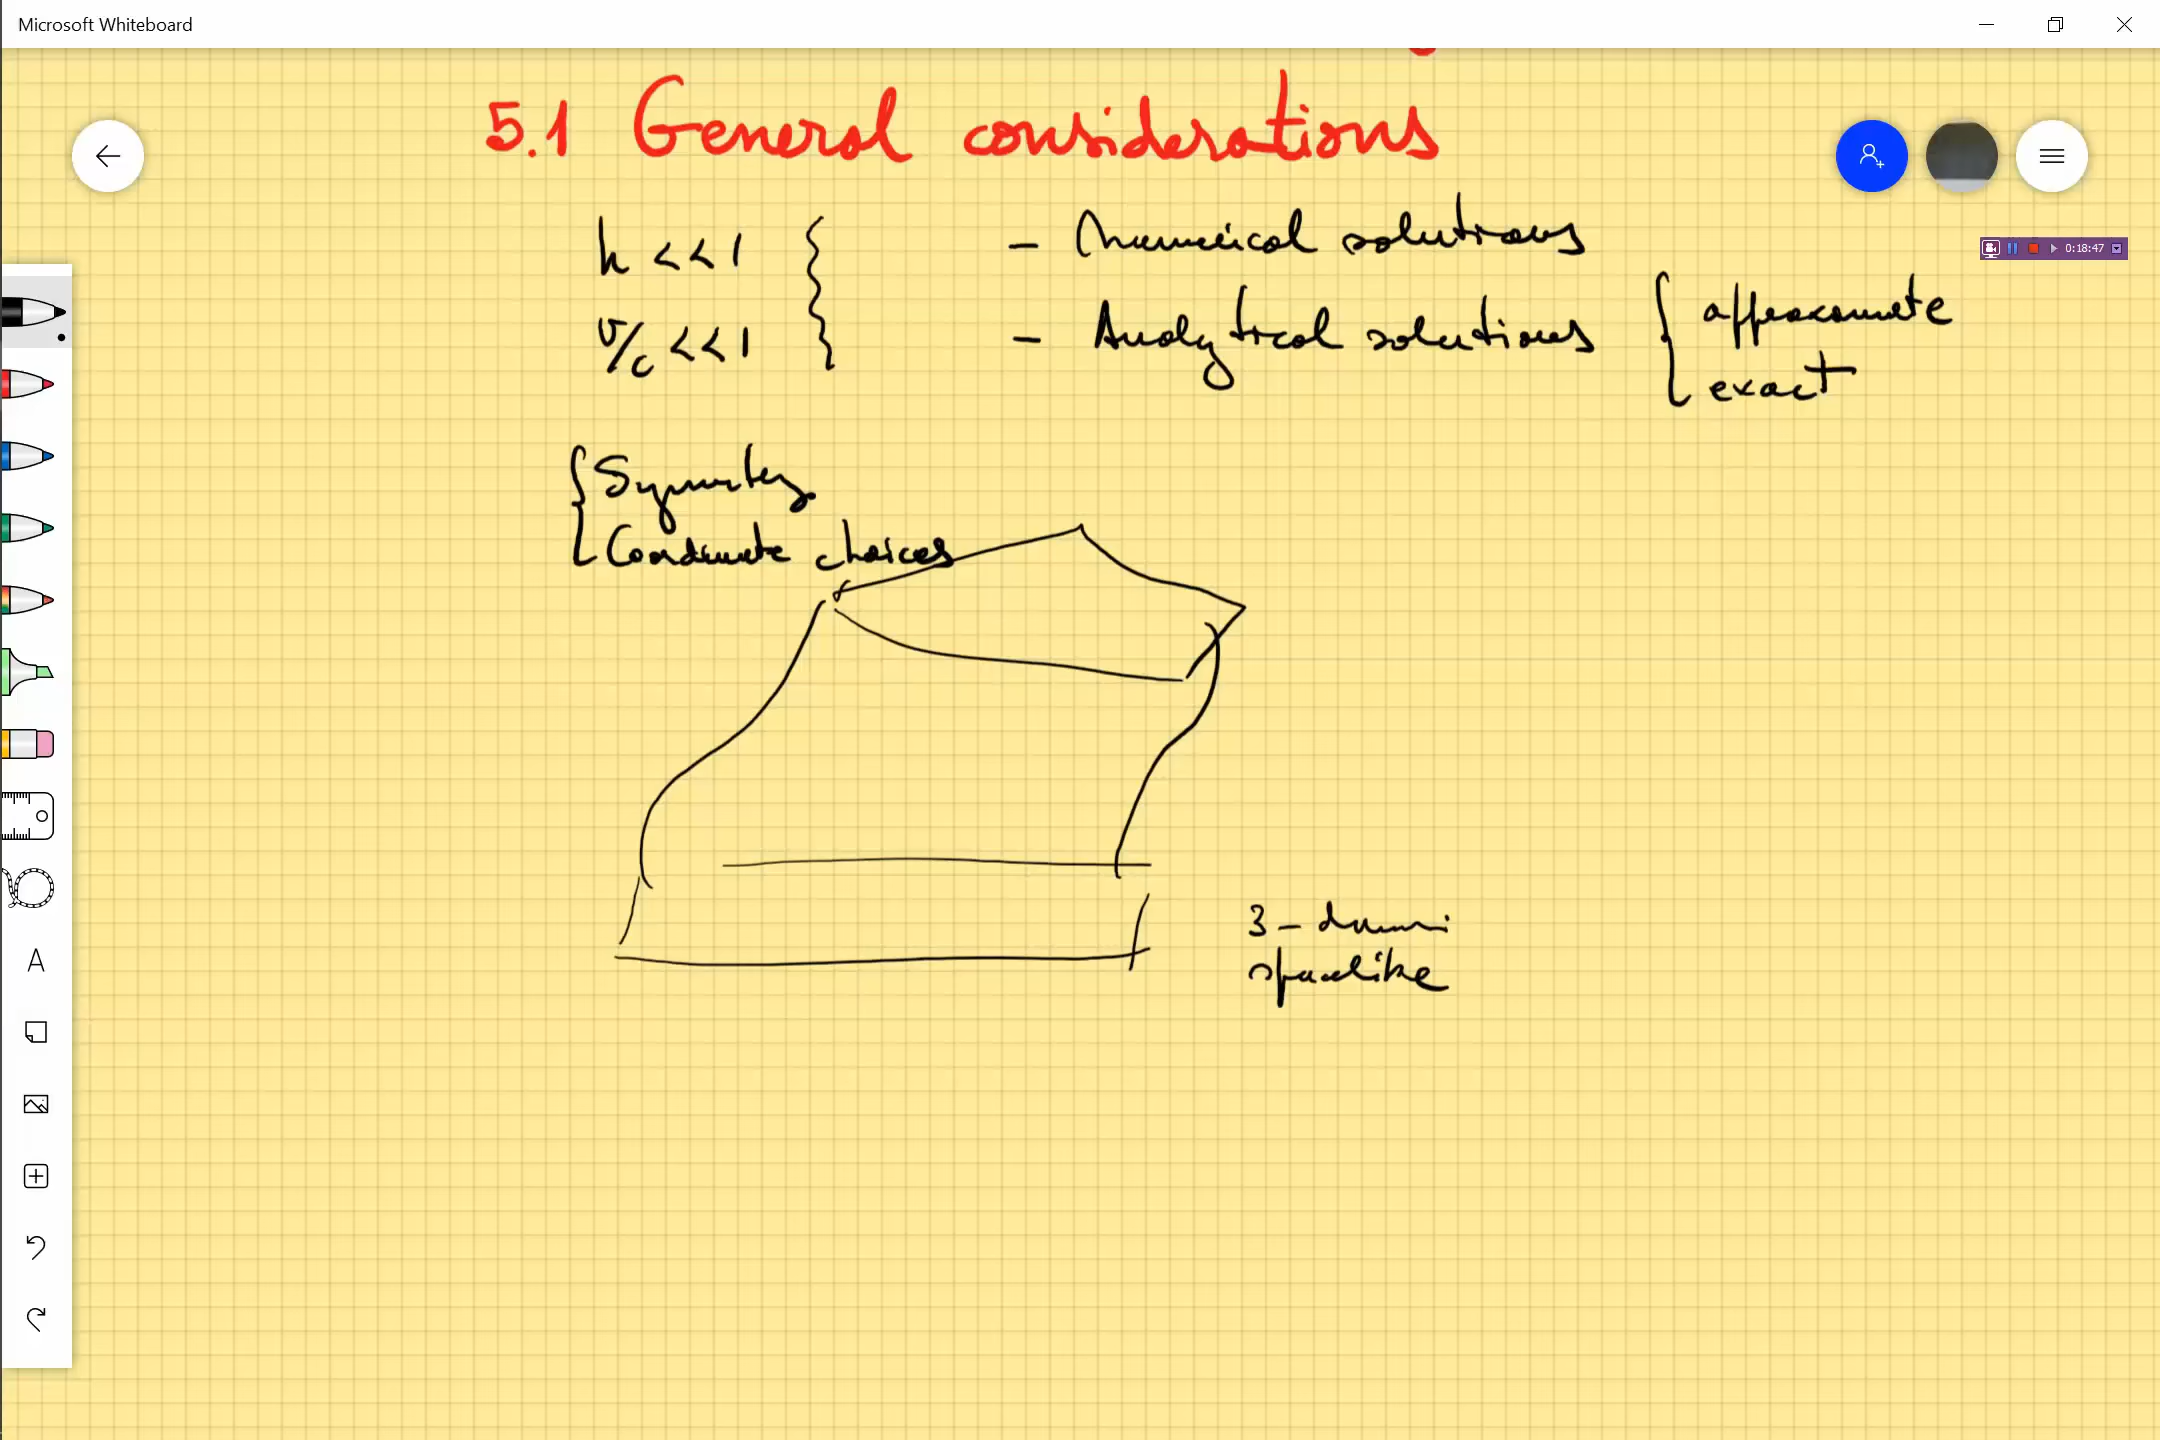 Microsoft Whiteboard
5.1 General considerations
h << 1
- Numerical solutions
0:18:47
v/c << 1
- Analytical solutions
approximate
exact
Symmetry
Coordinate choices
3-dim
spacelike
A